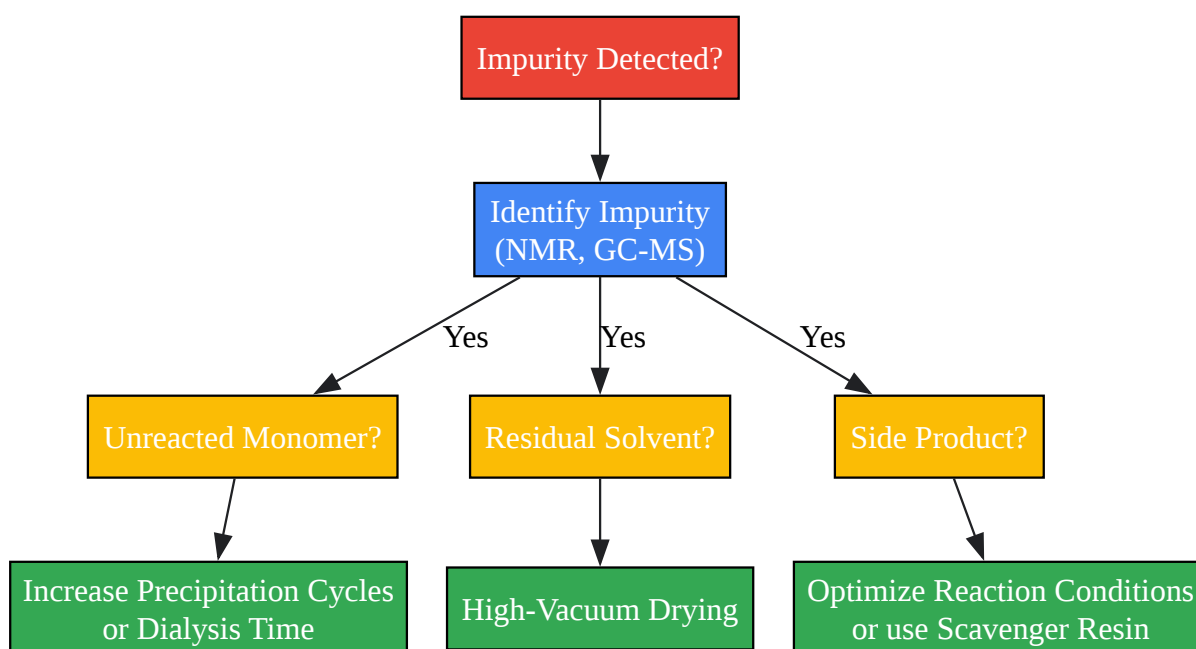 Impurity Detected?
Identify Impurity
(NMR, GC-MS)
Yes
Yes
Yes
Unreacted Monomer?
Residual Solvent?
Side Product?
Increase Precipitation Cycles
or Dialysis Time
High-Vacuum Drying
Optimize Reaction Conditions
or use Scavenger Resin